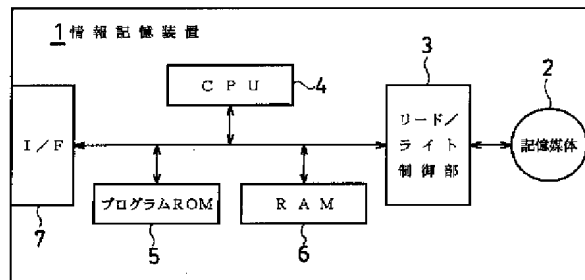 1 情報記憶装置
3
CPU
4
2
I/F
リード/
ライト
制御部
記憶媒体
プログラムROM
RAM
7
5
6